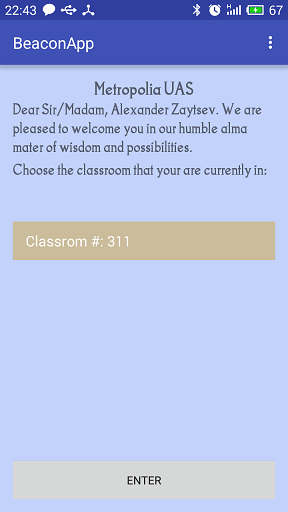 22:43 67
BeaconApp
Metropolia UAS
Dear Sir/Madam, Alexander Zaytsev. We are
pleased to welcome you in our humble alma
mater of wisdom and possibilities.
Choose the classroom that your are currently in:
Classrom #: 311
ENTER